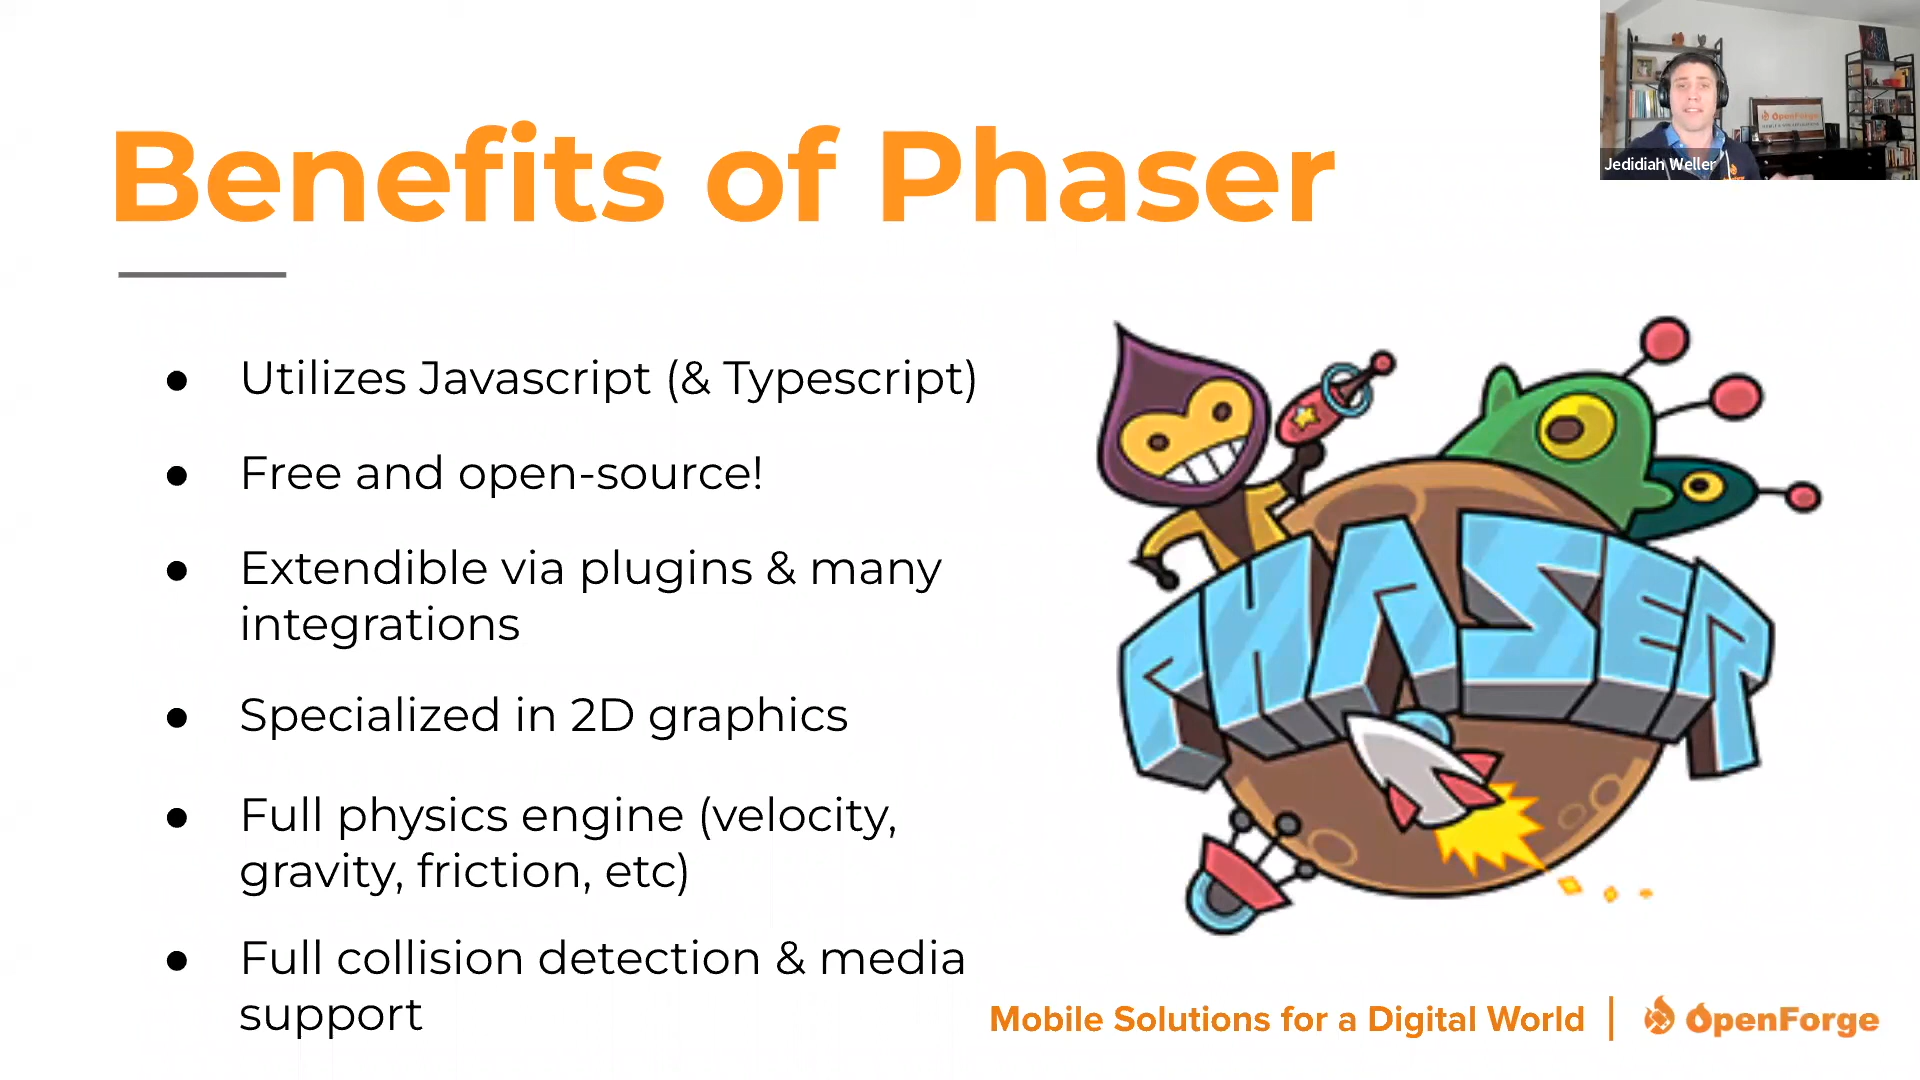 Benefits of Phaser
Jedidiah Weller
OpenForge
● Utilizes Javascript (& Typescript)
● Free and open-source!
● Extendible via plugins & many
integrations
● Specialized in 2D graphics
● Full physics engine (velocity,
gravity, friction, etc)
● Full collision detection & media
support
PHASER
Mobile Solutions for a Digital World | OpenForge